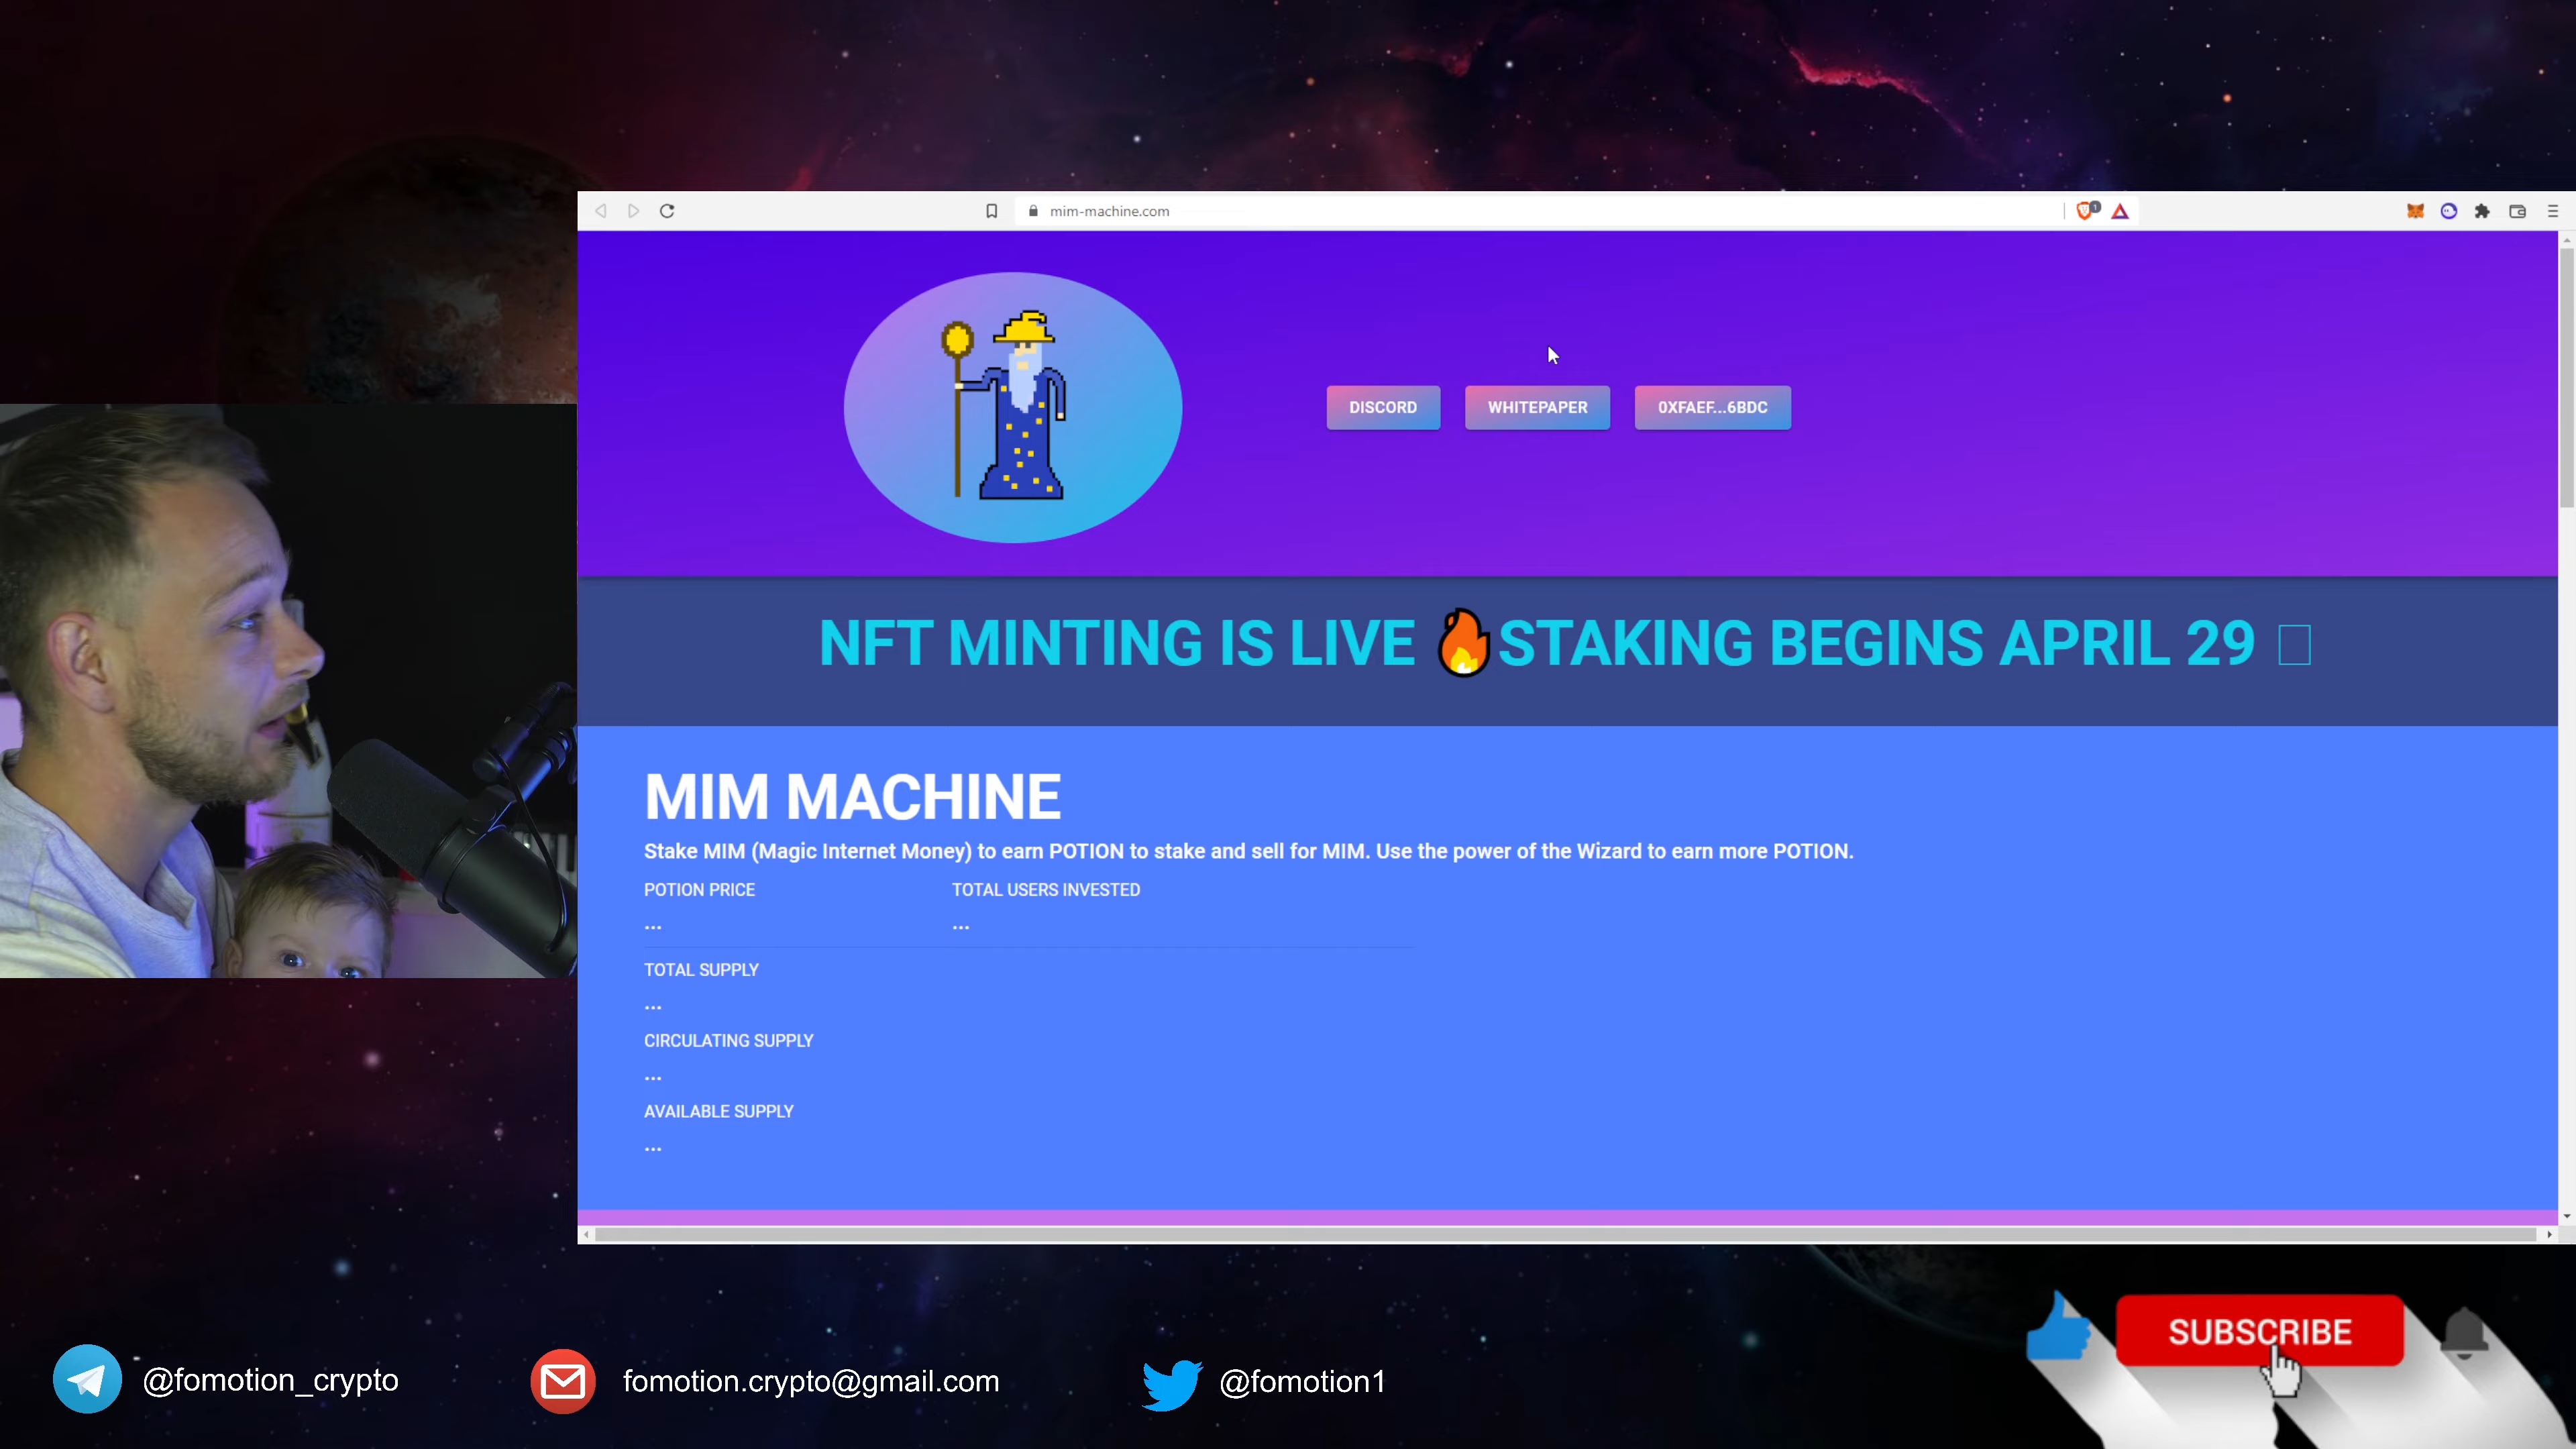 mim-machine.com
1
DISCORD
WHITEPAPER
0XFAEF...6BDC
NFT MINTING IS LIVE 🔥STAKING BEGINS APRIL 29
MIM MACHINE
Stake MIM (Magic Internet Money) to earn POTION to stake and sell for MIM. Use the power of the Wizard to earn more POTION.
POTION PRICE TOTAL USERS INVESTED
... ...
TOTAL SUPPLY
...
CIRCULATING SUPPLY
...
AVAILABLE SUPPLY
...
SUBSCRIBE
@fomotion_crypto
fomotion.crypto@gmail.com
@fomotion1